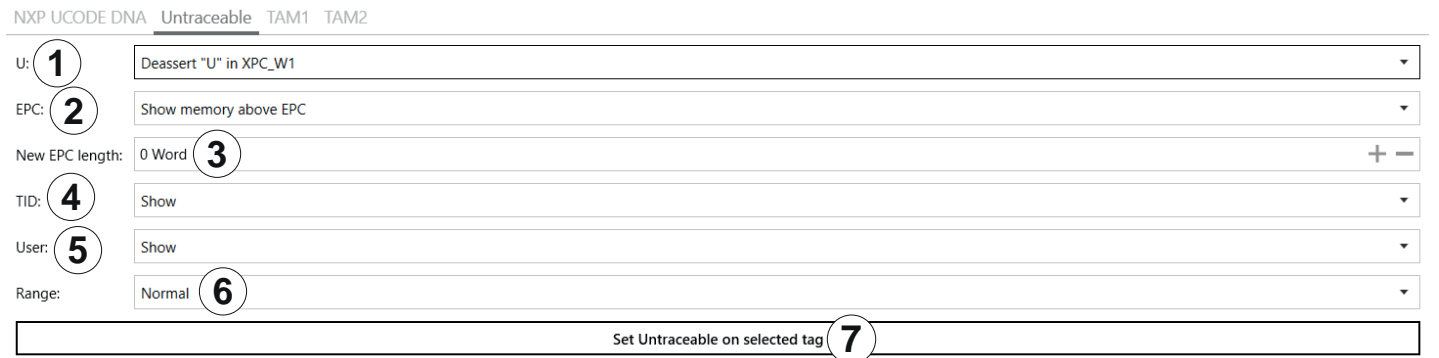 NXP UCODE DNA Untraceable TAM1 TAM2
U: 1 Deassert "U" in XPC_W1
EPC: 2 Show memory above EPC
New EPC length: 0 Word 3
TID: 4 Show
User: 5 Show
Range: Normal 6
Set Untraceable on selected tag 7